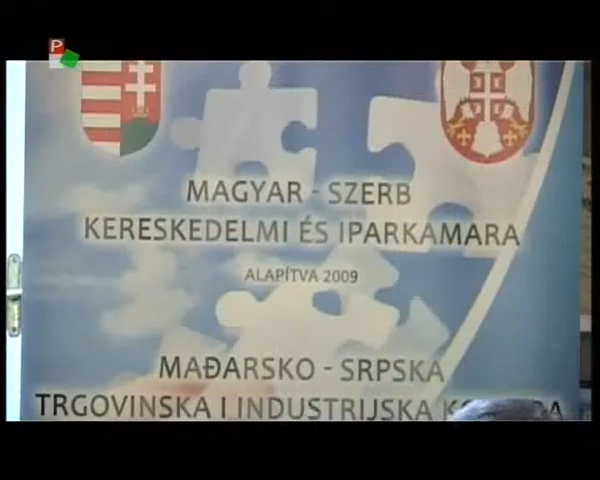 P
MAGYAR - SZERB
KERESKEDELMI ÉS IPARKAMARA
ALAPÍTVA 2009
MAĐARSKO - SRPSKA
TRGOVINSKA I INDUSTRIJSKA